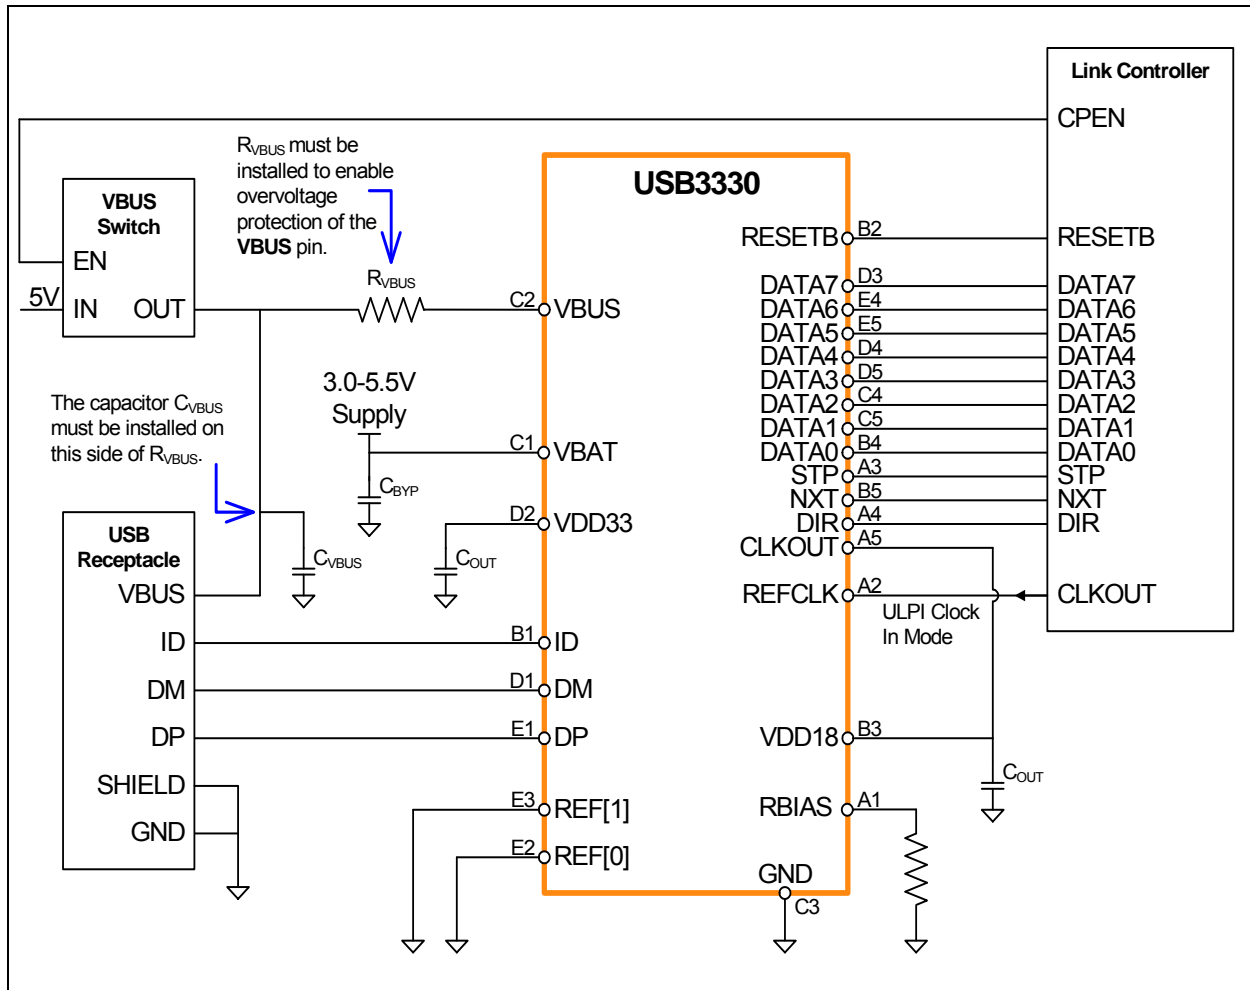 Link Controller
CPEN
RVBUS must be
installed to enable
overvoltage
protection of the
VBUS pin.
USB3330
VBUS
Switch
EN
5V
IN
OUT
RVBUS
C2
VBUS
RESETB
B2
RESETB
DATA7
D3
DATA7
DATA6
E4
DATA6
DATA5
E5
DATA5
DATA4
D4
DATA4
DATA3
D5
DATA3
DATA2
C4
DATA2
DATA1
C5
DATA1
DATA0
B4
DATA0
STP
A3
STP
NXT
B5
NXT
DIR
A4
DIR
CLKOUT
A5
REFCLK
A2
CLKOUT
ULPI Clock
In Mode
3.0-5.5V
Supply
The capacitor CVBUS
must be installed on
this side of RVBUS.
C1
VBAT
CBYP
D2
VDD33
COUT
CVBUS
USB
Receptacle
VBUS
ID
B1
ID
DM
D1
DM
DP
E1
DP
SHIELD
GND
VDD18
B3
COUT
E3
REF[1]
E2
REF[0]
RBIAS
A1
GND
C3